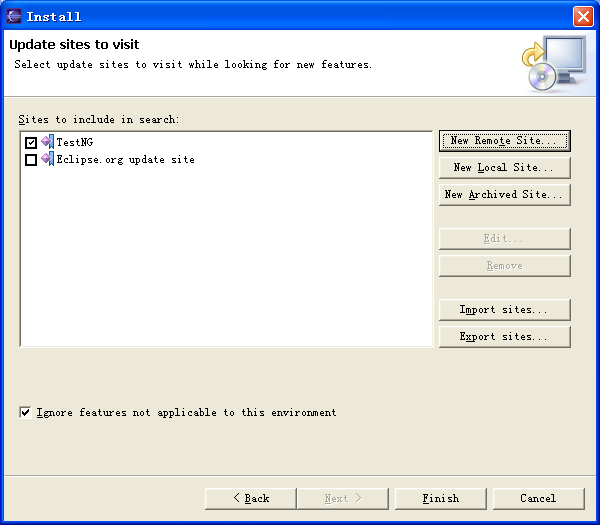 Install
Update sites to visit
Select update sites to visit while looking for new features.
Sites to include in search:
TestNG
Eclipse.org update site
New Remote Site...
New Local Site...
New Archived Site...
Edit...
Remove
Import sites...
Export sites...
Ignore features not applicable to this environment
< Back
Next >
Finish
Cancel